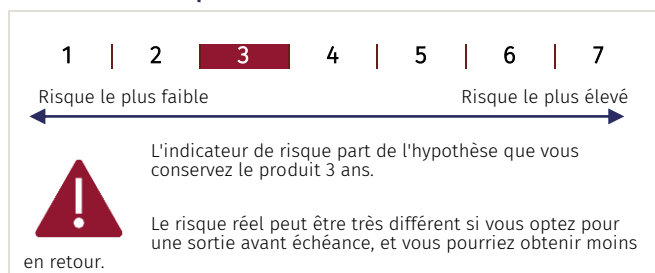 1 | 2 | 3 | 4 | 5 | 6 | 7
Risque le plus faible Risque le plus élevé
L'indicateur de risque part de l'hypothèse que vous
conservez le produit 3 ans.
Le risque réel peut être très différent si vous optez pour
une sortie avant échéance, et vous pourriez obtenir moins
en retour.